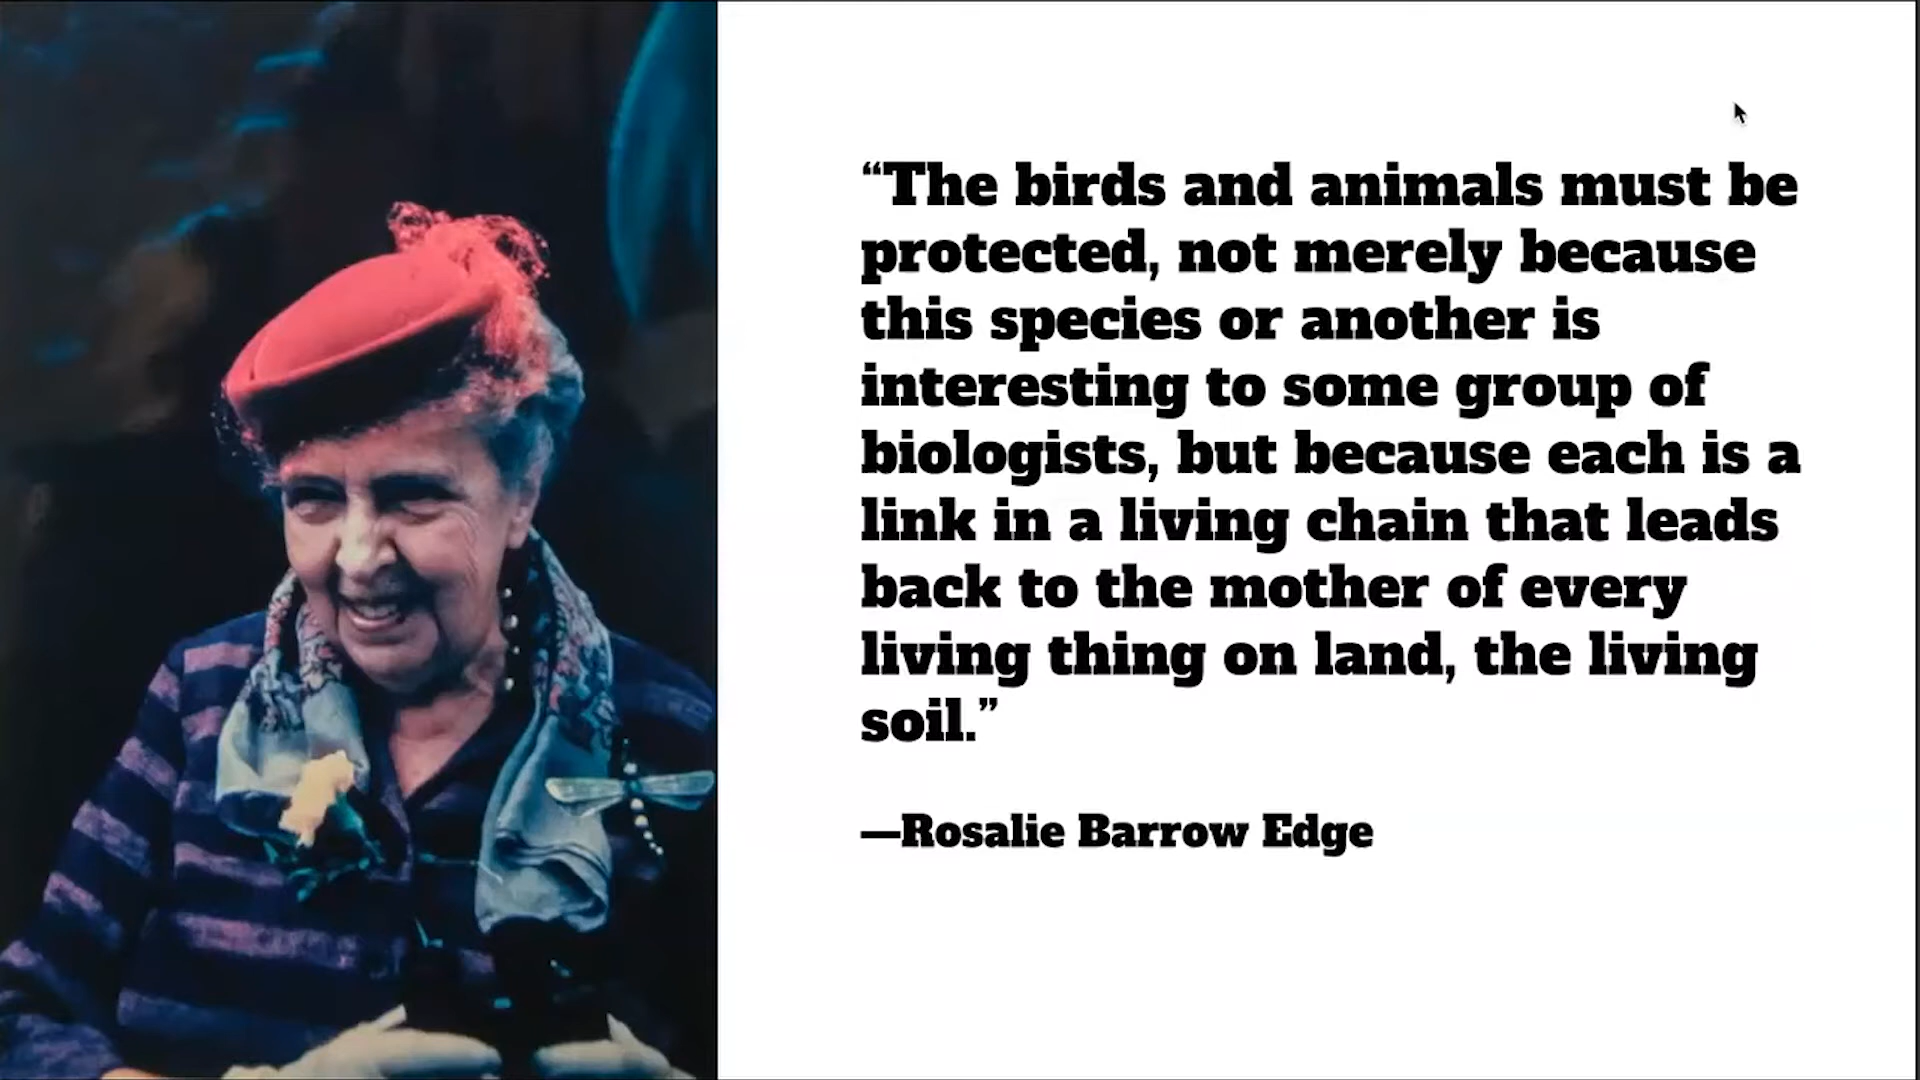 “The birds and animals must be
protected, not merely because
this species or another is
interesting to some group of
biologists, but because each is a
link in a living chain that leads
back to the mother of every
living thing on land, the living
soil.”
—Rosalie Barrow Edge